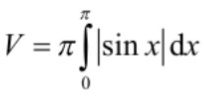 V = π∫₀^π |sin x| dx